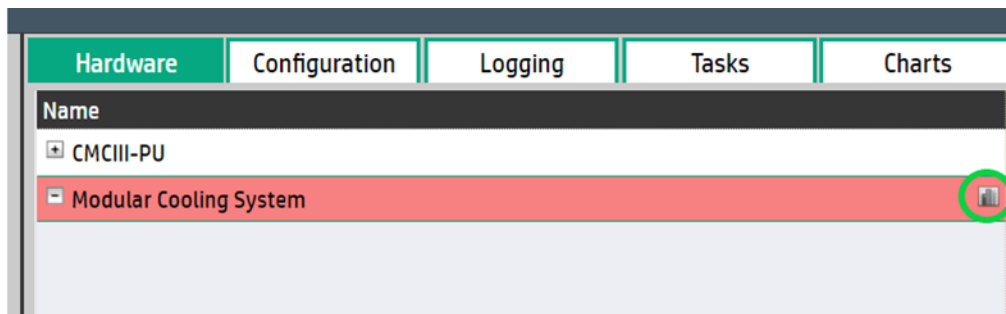 Hardware Configuration Logging Tasks Charts
Name
CMCIII-PU
Modular Cooling System